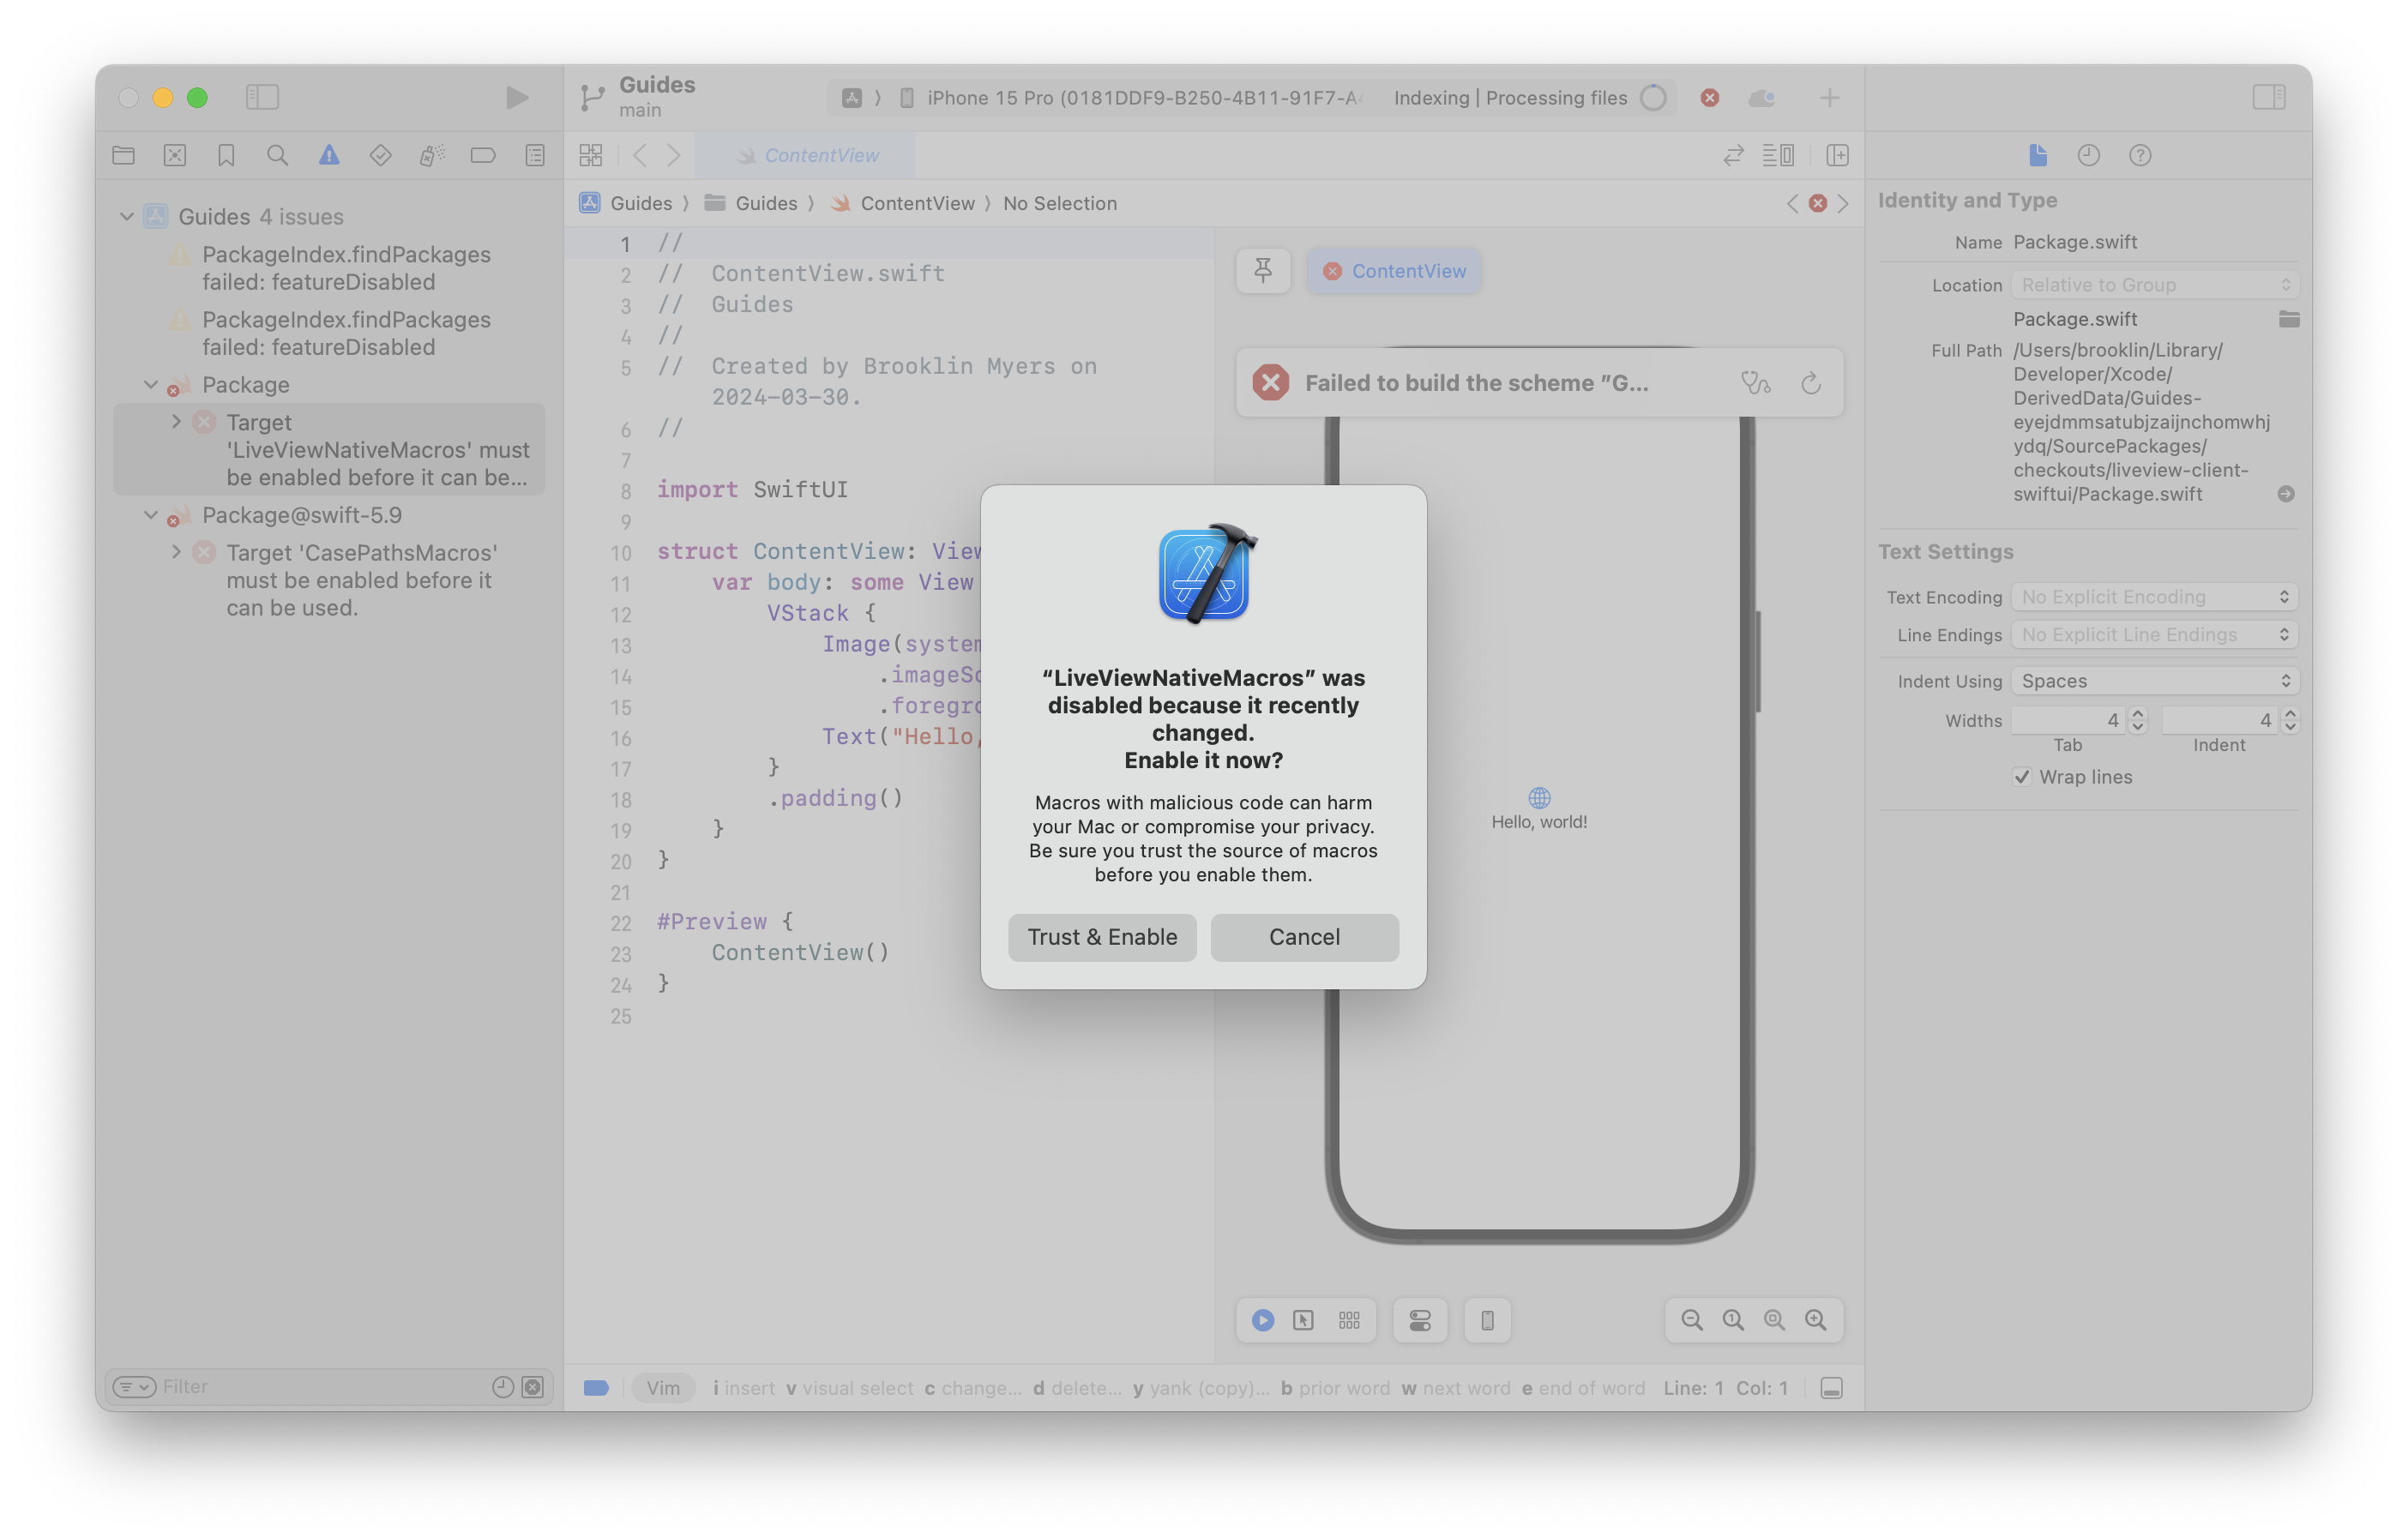 Guides
main
iPhone 15 Pro (0181DDF9-B250-4B11-91F7-A
Indexing | Processing files
ContentView
Guides 4 issues
PackageIndex.findPackages
failed: featureDisabled
PackageIndex.findPackages
failed: featureDisabled
Package
Target
'LiveViewNativeMacros' must
be enabled before it can be...
Package@swift-5.9
Target 'CasePathsMacros'
must be enabled before it
can be used.
Filter
Guides 〉 Guides 〉 ContentView 〉 No Selection
1 //
2 // ContentView.swift
3 // Guides
4 //
5 // Created by Brooklin Myers on
2024-03-30.
6 //
7
8 import SwiftUI
9
10 struct ContentView: View
11 var body: some View
12 VStack {
13 Image(system
14 .imageSc
15 .foregro
16 Text("Hello,
17 }
18 .padding()
19 }
20 }
21
22 #Preview {
23 ContentView()
24 }
25
ContentView
Failed to build the scheme "G...
Hello, world!
“LiveViewNativeMacros” was
disabled because it recently
changed.
Enable it now?
Macros with malicious code can harm
your Mac or compromise your privacy.
Be sure you trust the source of macros
before you enable them.
Trust & Enable
Cancel
Vim i insert v visual select c change... d delete... y yank (copy)... b prior word w next word e end of word Line: 1 Col: 1
Identity and Type
Name Package.swift
Location Relative to Group
Package.swift
Full Path /Users/brooklin/Library/
Developer/Xcode/
DerivedData/Guides-
eyejdmmsatubjzaijnchomwhj
ydq/SourcePackages/
checkouts/liveview-client-
swiftui/Package.swift
Text Settings
Text Encoding No Explicit Encoding
Line Endings No Explicit Line Endings
Indent Using Spaces
Widths 4 4
Tab Indent
Wrap lines